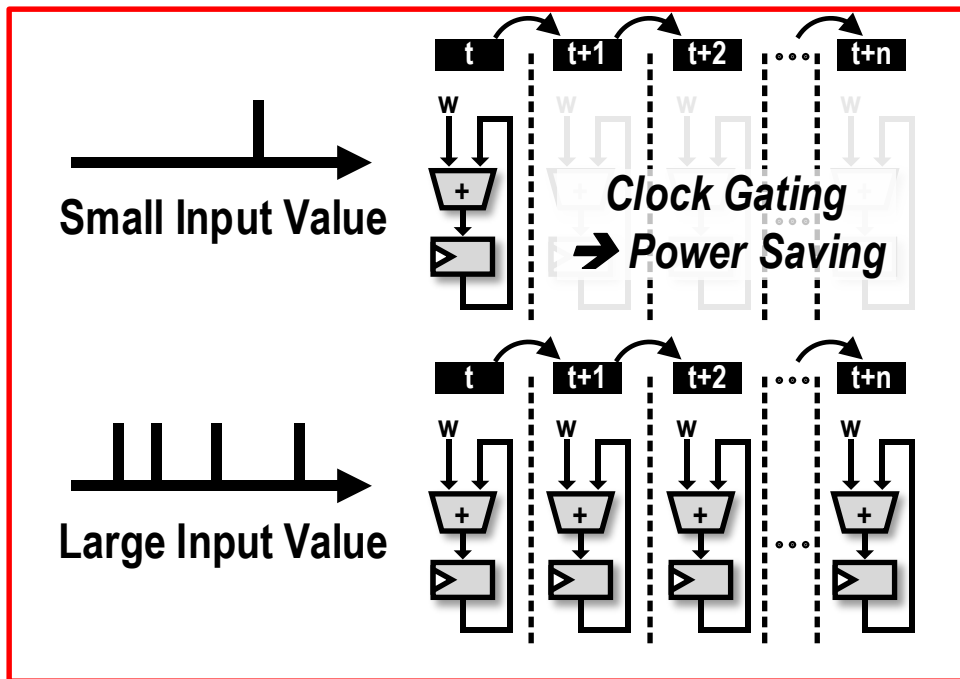 t t+1 t+2 ... t+n
w w w w
+ + + ... +
Small Input Value
Clock Gating
➔ Power Saving
t t+1 t+2 ... t+n
w w w w
+ + + ... +
Large Input Value